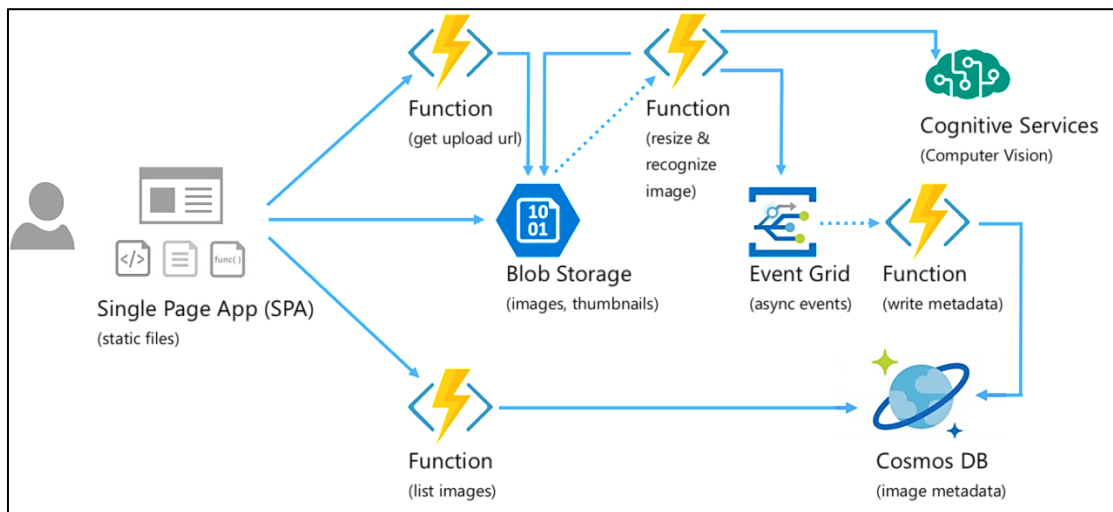 Function
(get upload url)
Function
(resize &
recognize
image)
Cognitive Services
(Computer Vision)
10
01
</>
func()
Single Page App (SPA)
(static files)
Blob Storage
(images, thumbnails)
Event Grid
(async events)
Function
(write metadata)
Function
(list images)
Cosmos DB
(image metadata)